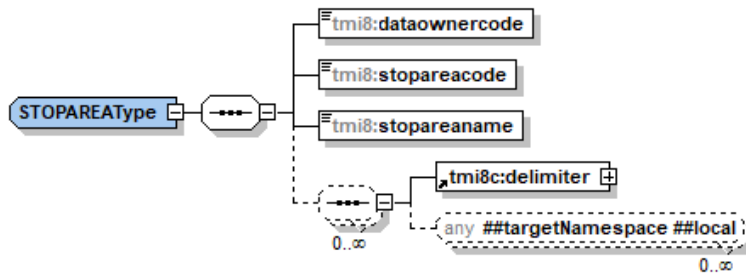 tmi8:dataownercode
tmi8:stopareacode
STOPAREAType
tmi8:stopareaname
tmi8c:delimiter
any ##targetNamespace ##local
0..∞
0..∞